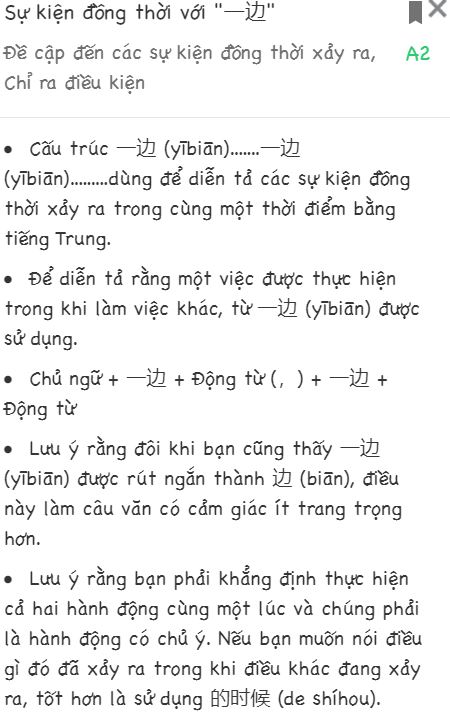 Sự kiện đồng thời với "一边"
Đề cập đến các sự kiện đồng thời xảy ra, A2
Chỉ ra điều kiện
• Cấu trúc 一边 (yībiān).......一边
(yībiān).........dùng để diễn tả các sự kiện đồng
thời xảy ra trong cùng một thời điểm bằng
tiếng Trung.
• Để diễn tả rằng một việc được thực hiện
trong khi làm việc khác, từ 一边 (yībiān) được
sử dụng.
• Chủ ngữ + 一边 + Động từ (，) + 一边 +
Động từ
• Lưu ý rằng đôi khi bạn cũng thấy 一边
(yībiān) được rút ngắn thành 边 (biān), điều
này làm câu văn có cảm giác ít trang trọng
hơn.
• Lưu ý rằng bạn phải khẳng định thực hiện
cả hai hành động cùng một lúc và chúng phải
là hành động có chủ ý. Nếu bạn muốn nói điều
gì đó đã xảy ra trong khi điều khác đang xảy
ra, tốt hơn là sử dụng 的时候 (de shíhou).